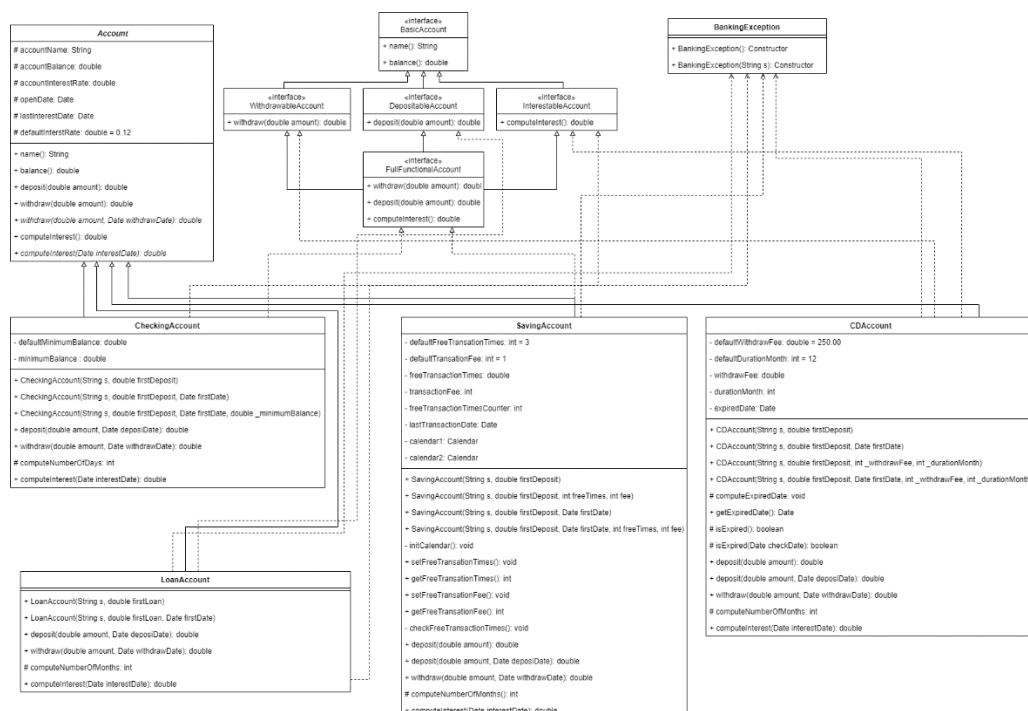 Account
# accountName: String
# accountBalance: double
# accountInterestRate: double
# openDate: Date
# lastInterestDate: Date
# defaultInterstRate: double = 0.12
+ name(): String
+ balance(): double
+ deposit(double amount): double
+ withdraw(double amount): double
+ withdraw(double amount, Date withdrawDate): double
+ computeInterest(): double
+ computeInterest(Date interestDate): double
«interface»
BasicAccount
+ name(): String
+ balance(): double
«interface»
WithdrawableAccount
+ withdraw(double amount): double
«interface»
DepositableAccount
+ deposit(double amount): double
«interface»
InterestableAccount
+ computeInterest(): double
«interface»
FullFunctionalAccount
+ withdraw(double amount): doubl
+ deposit(double amount): double
+ computeInterest(): double
BankingException
+ BankingException(): Constructor
+ BankingException(String s): Constructor
CheckingAccount
- defaultMinimumBalance: double
- minimumBalance : double
+ CheckingAccount(String s, double firstDeposit)
+ CheckingAccount(String s, double firstDeposit, Date firstDate)
+ CheckingAccount(String s, double firstDeposit, Date firstDate, double _minimumBalance)
+ deposit(double amount, Date deposiDate): double
+ withdraw(double amount, Date withdrawDate): double
# computeNumberOfDays: int
+ computeInterest(Date interestDate): double
LoanAccount
+ LoanAccount(String s, double firstLoan)
+ LoanAccount(String s, double firstLoan, Date firstDate)
+ deposit(double amount, Date deposiDate): double
+ withdraw(double amount, Date withdrawDate): double
# computeNumberOfMonths: int
+ computeInterest(Date interestDate): double
SavingAccount
- defaultFreeTransationTimes: int = 3
- defaultTransationFee: int = 1
- freeTransactionTimes: double
- transactionFee: int
- freeTransactionTimesCounter: int
- lastTransactionDate: Date
- calendar1: Calendar
- calendar2: Calendar
+ SavingAccount(String s, double firstDeposit)
+ SavingAccount(String s, double firstDeposit, int freeTimes, int fee)
+ SavingAccount(String s, double firstDeposit, Date firstDate)
+ SavingAccount(String s, double firstDeposit, Date firstDate, int freeTimes, int fee)
- initCalendar(): void
+ setFreeTransationTimes(): void
+ getFreeTransationTimes(): int
+ setFreeTransationFee(): void
+ getFreeTransationFee(): int
- checkFreeTransactionTimes(): void
+ deposit(double amount): double
+ deposit(double amount, Date deposiDate): double
+ withdraw(double amount, Date withdrawDate): double
# computeNumberOfMonths(): int
+ computeInterest(Date interestDate): double
CDAccount
- defaultWithdrawFee: double = 250.00
- defaultDurationMonth: int = 12
- withdrawFee: double
- durationMonth: int
- expiredDate: Date
+ CDAccount(String s, double firstDeposit)
+ CDAccount(String s, double firstDeposit, Date firstDate)
+ CDAccount(String s, double firstDeposit, int _withdrawFee, int _durationMonth)
+ CDAccount(String s, double firstDeposit, Date firstDate, int _withdrawFee, int _durationMonth
# computeExpiredDate: void
+ getExpiredDate(): Date
# isExpired(): boolean
# isExpired(Date checkDate): boolean
+ deposit(double amount): double
+ deposit(double amount, Date deposiDate): double
+ withdraw(double amount, Date withdrawDate): double
# computeNumberOfMonths: int
+ computeInterest(Date interestDate): double